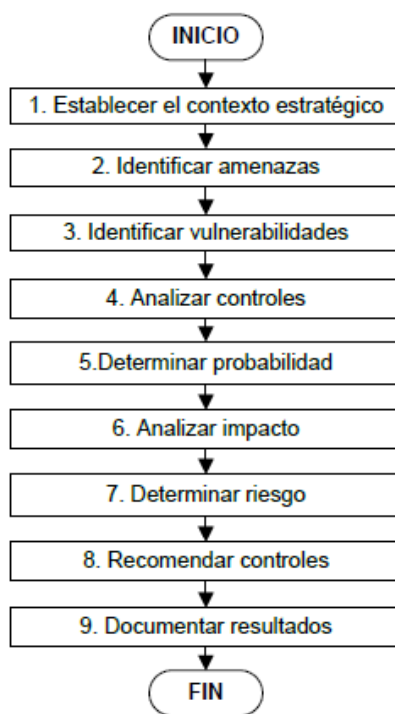 INICIO
1. Establecer el contexto estratégico
2. Identificar amenazas
3. Identificar vulnerabilidades
4. Analizar controles
5.Determinar probabilidad
6. Analizar impacto
7. Determinar riesgo
8. Recomendar controles
9. Documentar resultados
FIN